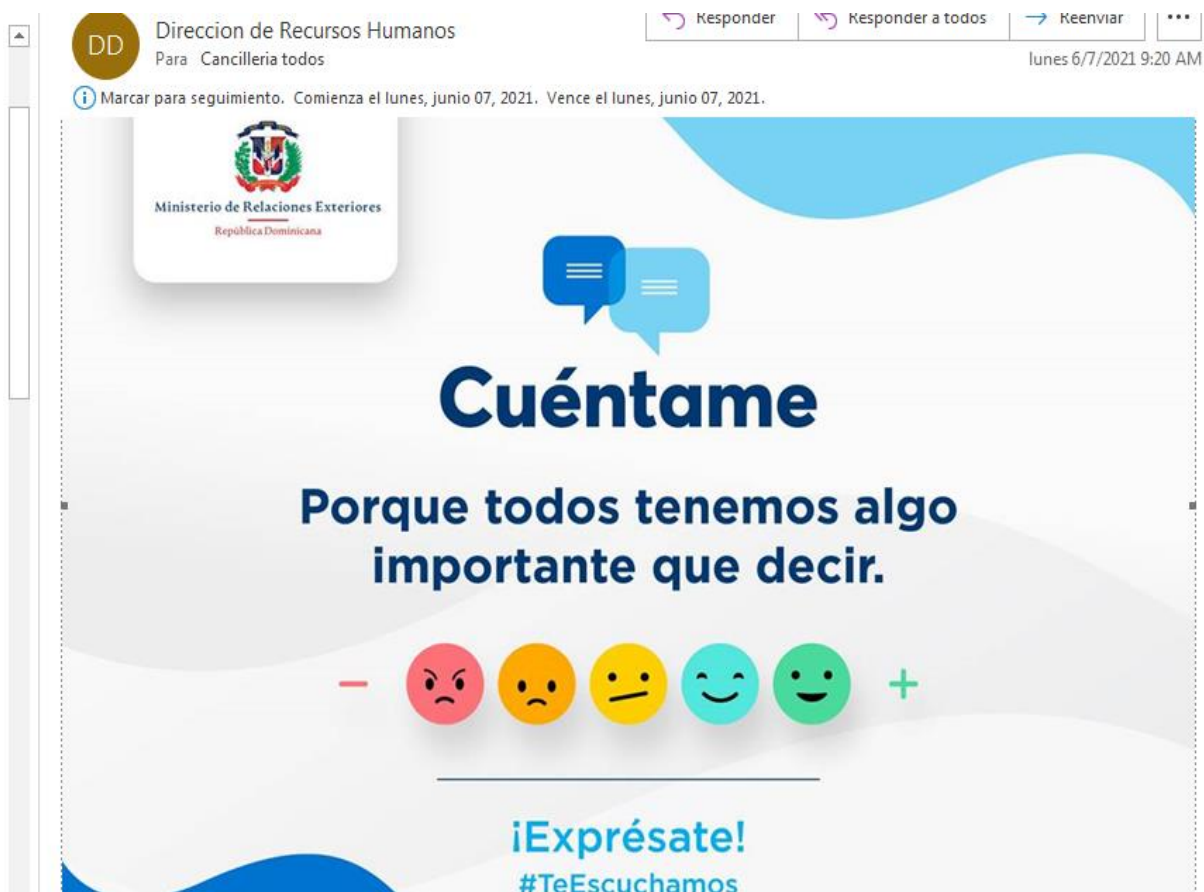 DD
Direccion de Recursos Humanos
Para Cancilleria todos
Responder
Responder a todos
Reenviar
lunes 6/7/2021 9:20 AM
Marcar para seguimiento. Comienza el lunes, junio 07, 2021. Vence el lunes, junio 07, 2021.
Ministerio de Relaciones Exteriores
República Dominicana
Cuéntame
Porque todos tenemos algo
importante que decir.
- +
¡Exprésate!
#TeEscuchamos